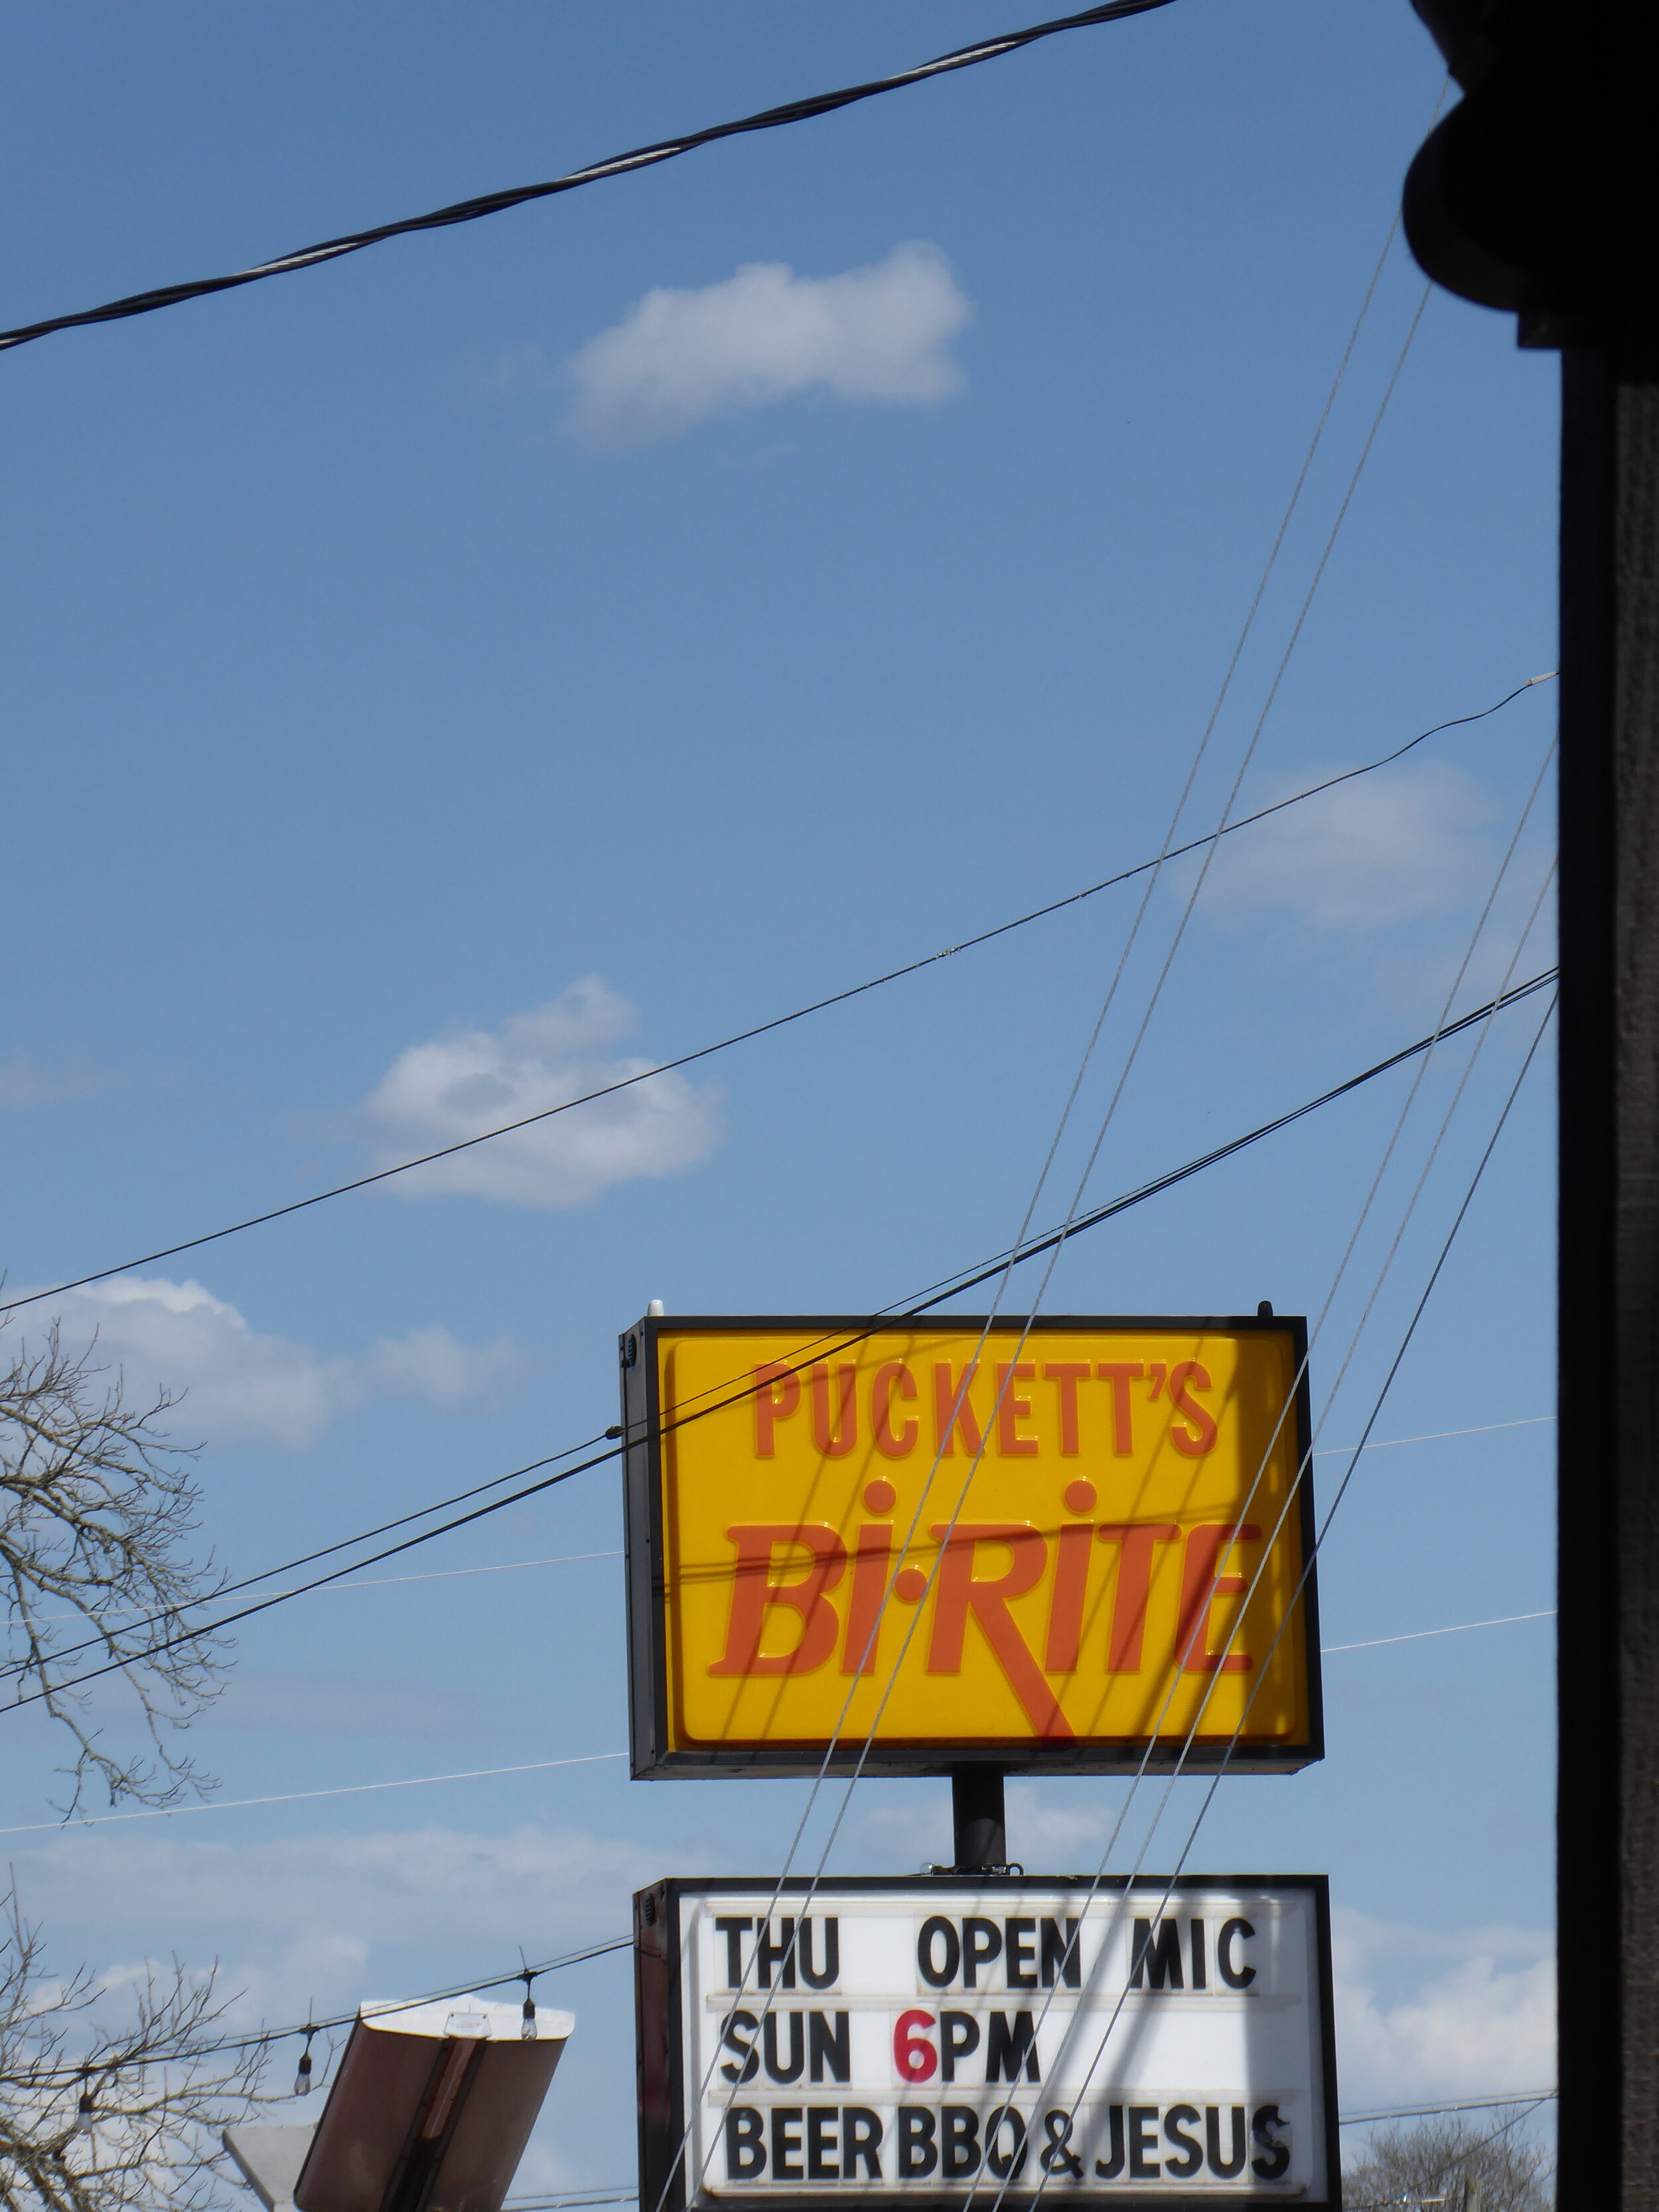 PUCKETT'S
Bi·RiTE
THU OPEN MIC
SUN 6PM
BEER BBQ & JESUS